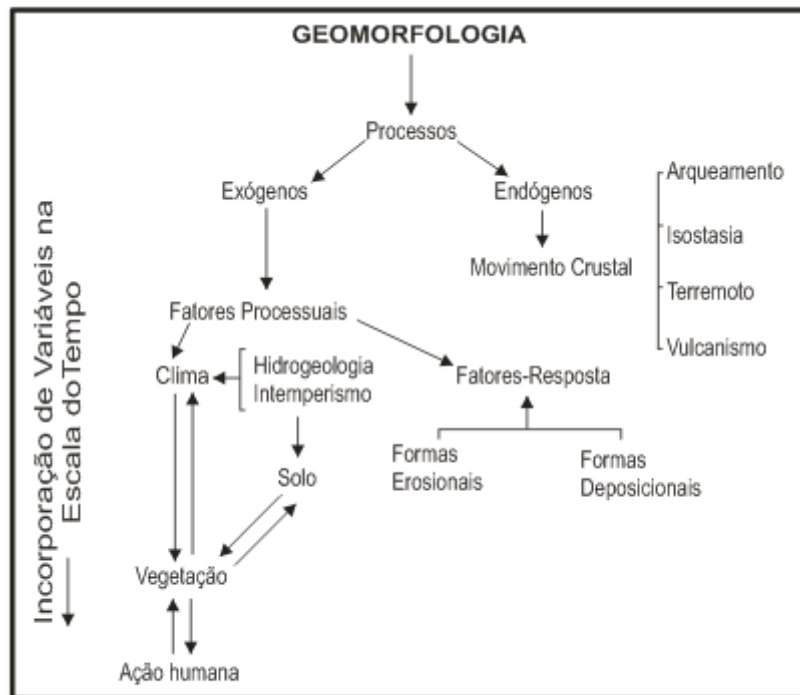 GEOMORFOLOGIA
Processos
Exógenos
Endógenos
Movimento Crustal
Arqueamento
Isostasia
Terremoto
Vulcanismo
Fatores Processuais
Clima
Hidrogeologia
Intemperismo
Fatores-Resposta
Formas
Erosionais
Formas
Deposicionais
Solo
Vegetação
Ação humana
Incorporação de Variáveis na
Escala doTempo